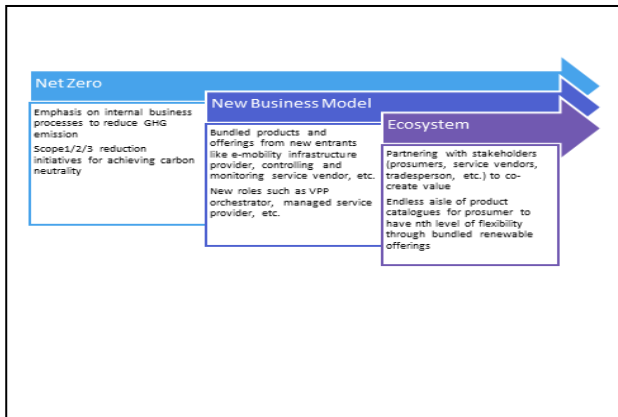 Net Zero
Emphasis on internal business
processes to reduce GHG
emission
Scope1/2/3 reduction
initiatives for achieving carbon
neutrality
New Business Model
Bundled products and
offerings from new entrants
like e-mobility infrastructure
provider, controlling and
monitoring service vendor, etc.
New roles such as VPP
orchestrator, managed service
provider, etc.
Ecosystem
Partnering with stakeholders
(prosumers, service vendors,
tradesperson, etc.) to co-
create value
Endless aisle of product
catalogues for prosumer to
have nth level of flexibility
through bundled renewable
offerings